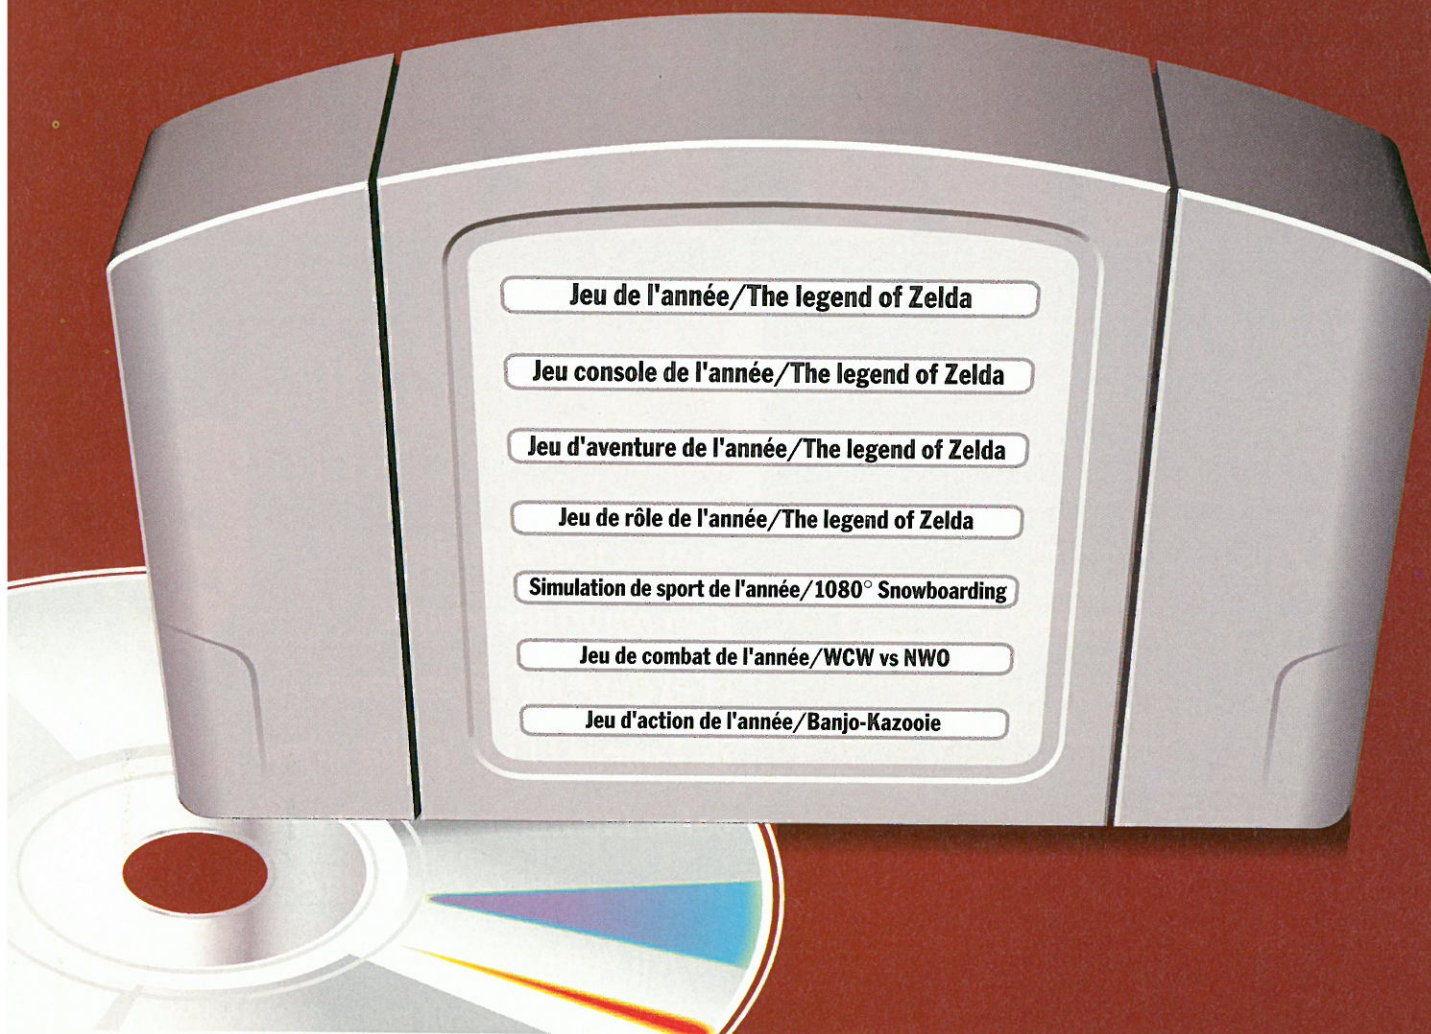 Jeu de l'année/The legend of Zelda
Jeu console de l'année/The legend of Zelda
Jeu d'aventure de l'année/The legend of Zelda
Jeu de rôle de l'année/The legend of Zelda
Simulation de sport de l'année/1080° Snowboarding
Jeu de combat de l'année/WCW vs NWO
Jeu d'action de l'année/Banjo-Kazooie